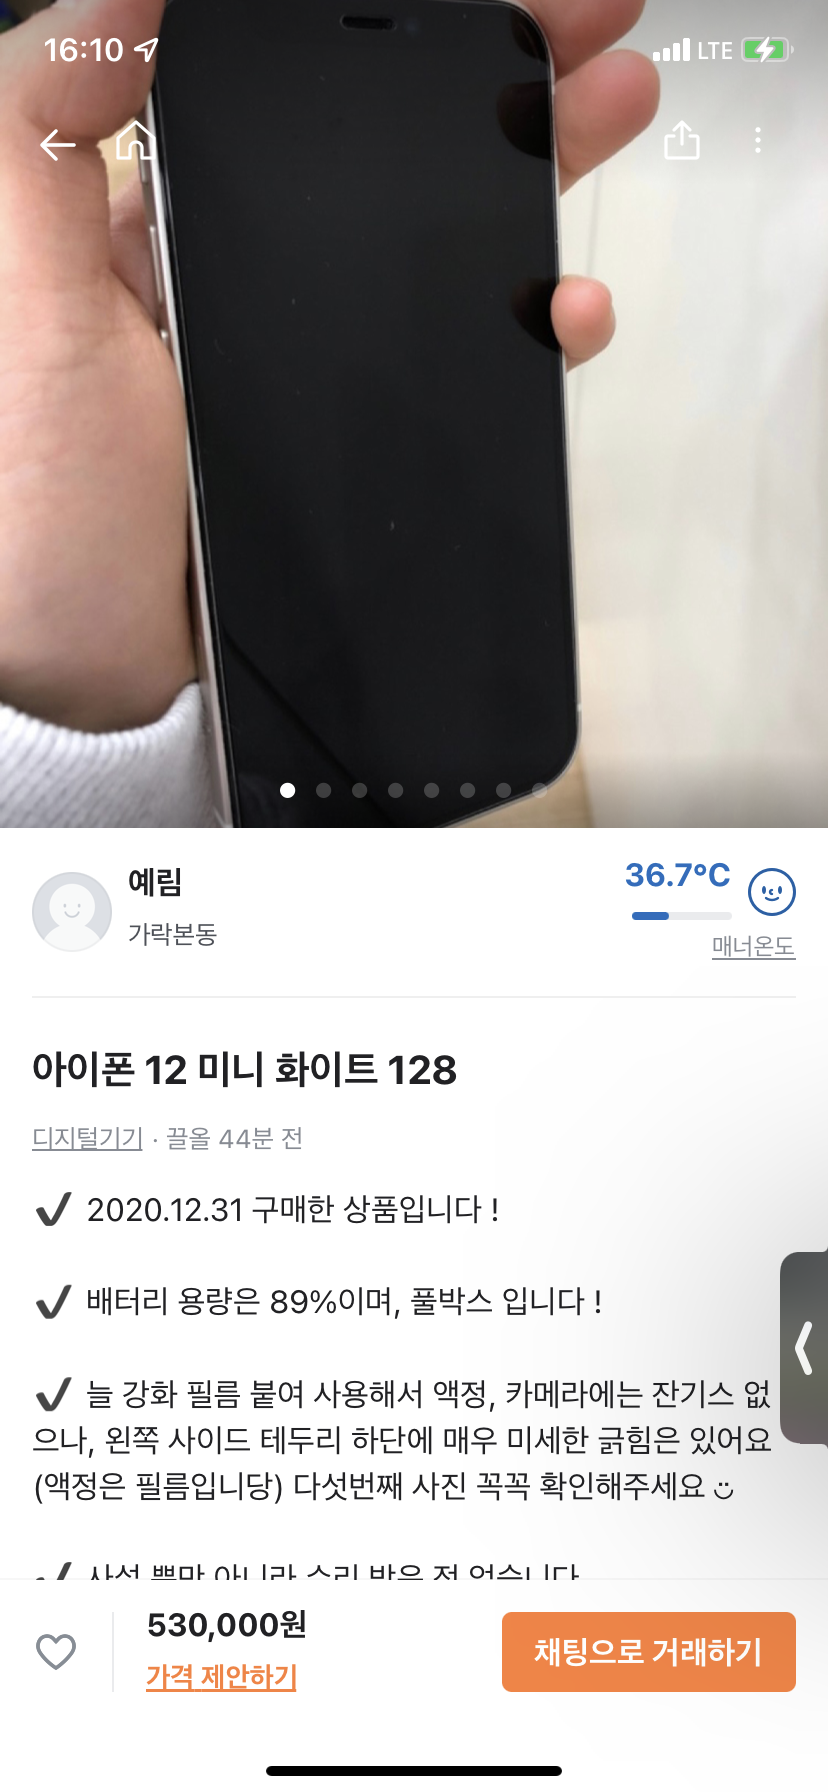 16:10
LTE
예림
가락본동
36.7°C
매너온도
아이폰 12 미니 화이트 128
디지털기기 · 끌올 44분 전
✔ 2020.12.31 구매한 상품입니다 !
✔ 배터리 용량은 89%이며, 풀박스 입니다 !
✔ 늘 강화 필름 붙여 사용해서 액정, 카메라에는 잔기스 없
으나, 왼쪽 사이드 테두리 하단에 매우 미세한 긁힘은 있어요
(액정은 필름입니당) 다섯번째 사진 꼭꼭 확인해주세요 ※
530,000원
가격 제안하기
채팅으로 거래하기